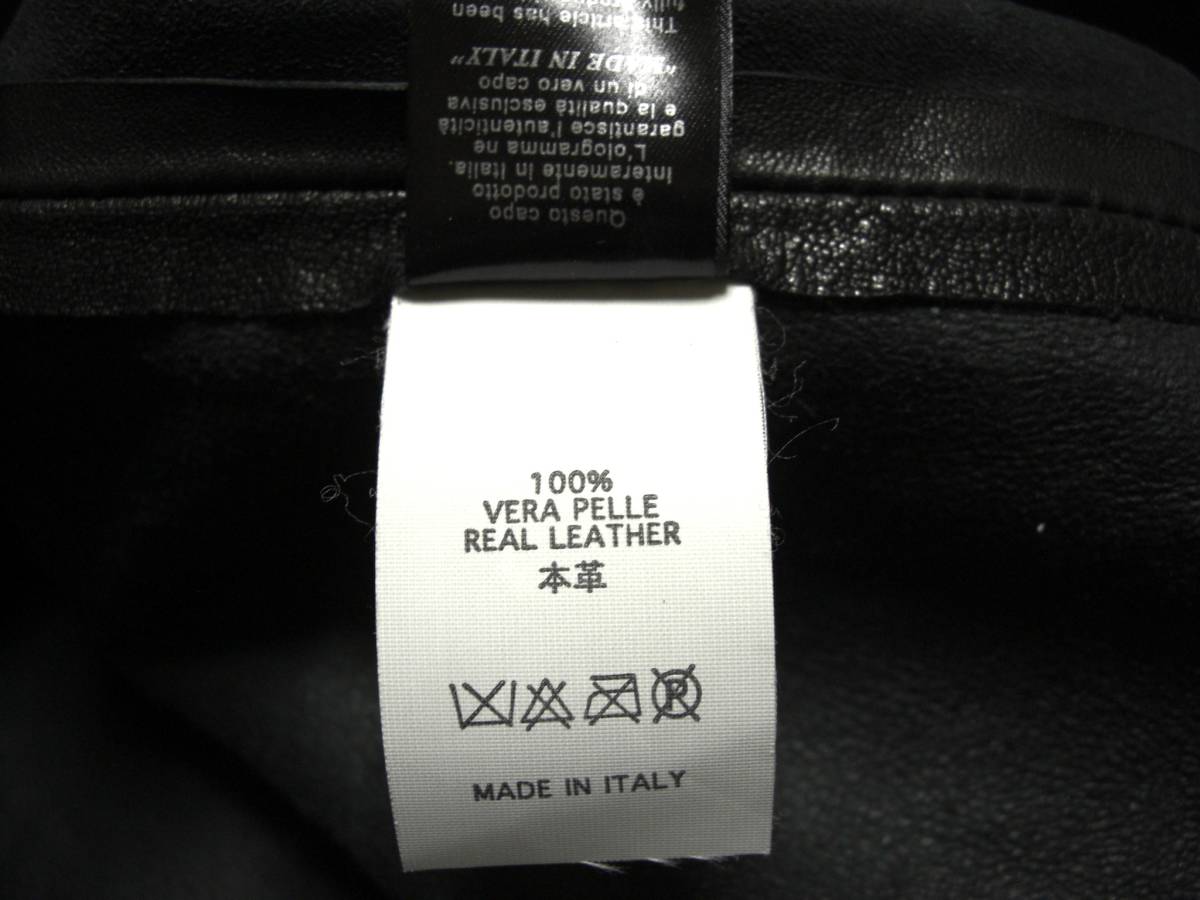 Questo capo
è stato prodotto
interamente in Italia.
L'ologramma ne
garantisce l'autenticità
e la qualità esclusiva
di un vero capo
"MADE IN ITALY"
This article has been
fully
100%
VERA PELLE
REAL LEATHER
本革
P
MADE IN ITALY